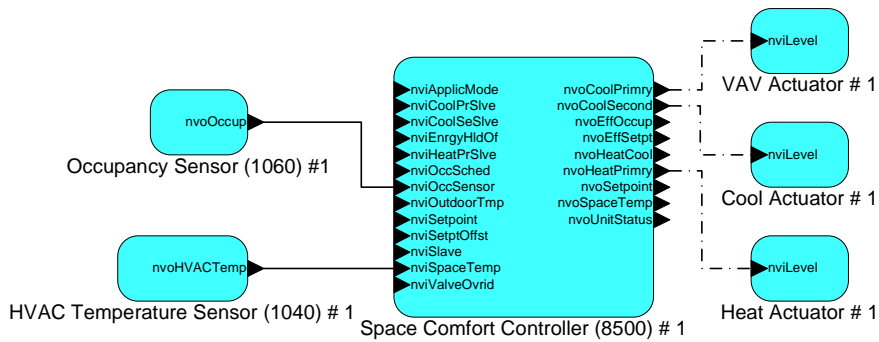 nvoOccup
Occupancy Sensor (1060) #1
nvoHVACTemp
HVAC Temperature Sensor (1040) # 1
nviApplicMode
nviCoolPrSlve
nviCoolSeSlve
nviEnrgyHldOf
nviHeatPrSlve
nviOccSched
nviOccSensor
nviOutdoorTmp
nviSetpoint
nviSetptOffst
nviSlave
nviSpaceTemp
nviValveOvrid
nvoCoolPrimry
nvoCoolSecond
nvoEffOccup
nvoEffSetpt
nvoHeatCool
nvoHeatPrimry
nvoSetpoint
nvoSpaceTemp
nvoUnitStatus
Space Comfort Controller (8500) # 1
nviLevel
VAV Actuator # 1
nviLevel
Cool Actuator # 1
nviLevel
Heat Actuator # 1